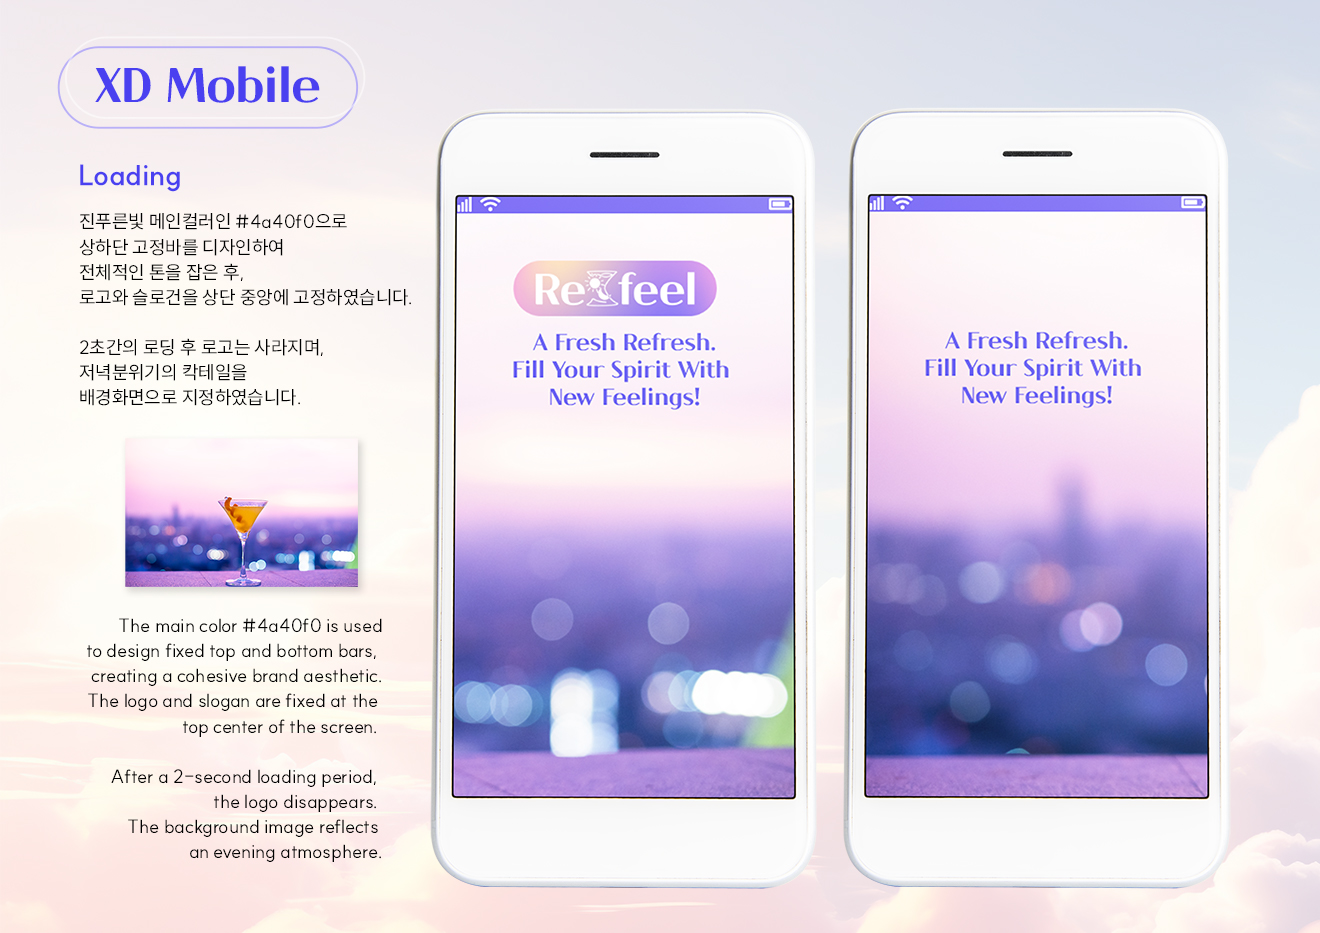 XD Mobile
Loading
진푸른빛 메인컬러인 #4a40f0으로
상하단 고정바를 디자인하여
전체적인 톤을 잡은 후,
로고와 슬로건을 상단 중앙에 고정하였습니다.
2초간의 로딩 후 로고는 사라지며,
저녁분위기의 칵테일을
배경화면으로 지정하였습니다.
The main color #4a40f0 is used
to design fixed top and bottom bars,
creating a cohesive brand aesthetic.
The logo and slogan are fixed at the
top center of the screen.
After a 2-second loading period,
the logo disappears.
The background image reflects
an evening atmosphere.
Re feel
A Fresh Refresh.
Fill Your Spirit With
New Feelings!
A Fresh Refresh.
Fill Your Spirit With
New Feelings!